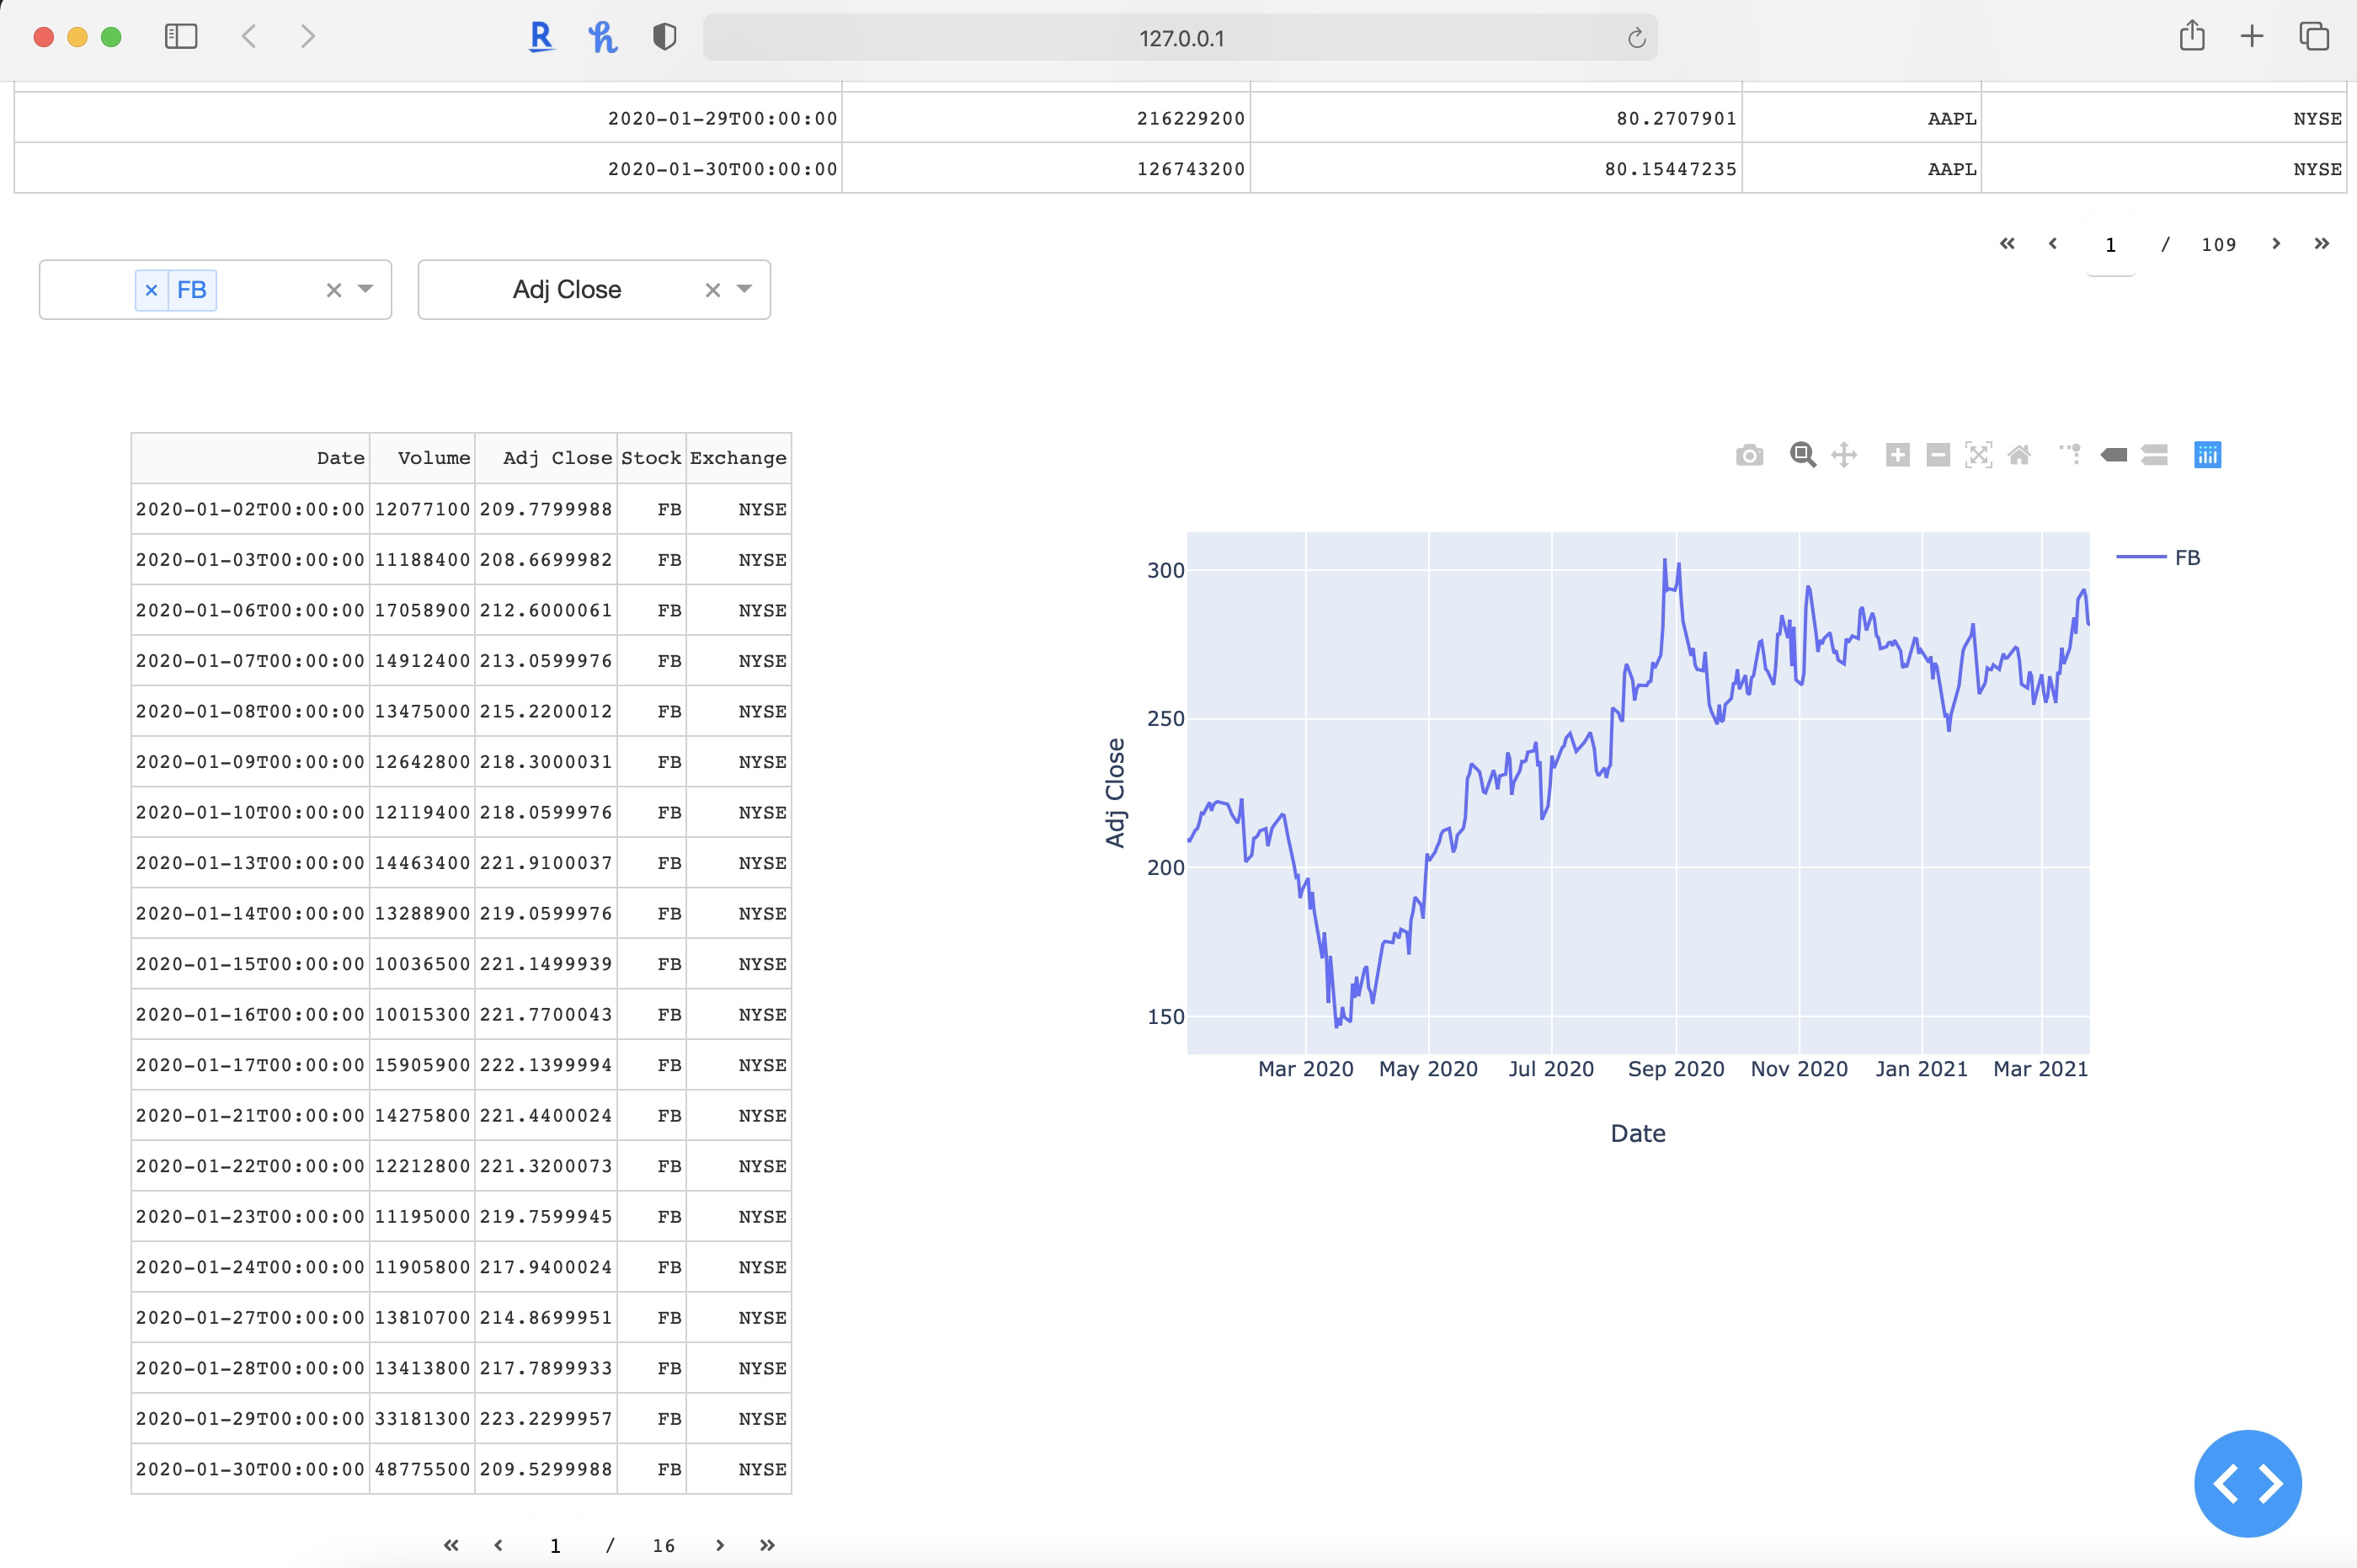 127.0.0.1
2020-01-29T00:00:00 216229200 80.2707901 AAPL NYSE
2020-01-30T00:00:00 126743200 80.15447235 AAPL NYSE
« ‹ 1 / 109 › »
× FB × Adj Close ×
Date Volume Adj Close Stock Exchange
2020-01-02T00:00:00 12077100 209.7799988 FB NYSE
2020-01-03T00:00:00 11188400 208.6699982 FB NYSE
2020-01-06T00:00:00 17058900 212.6000061 FB NYSE
2020-01-07T00:00:00 14912400 213.0599976 FB NYSE
2020-01-08T00:00:00 13475000 215.2200012 FB NYSE
2020-01-09T00:00:00 12642800 218.3000031 FB NYSE
2020-01-10T00:00:00 12119400 218.0599976 FB NYSE
2020-01-13T00:00:00 14463400 221.9100037 FB NYSE
2020-01-14T00:00:00 13288900 219.0599976 FB NYSE
2020-01-15T00:00:00 10036500 221.1499939 FB NYSE
2020-01-16T00:00:00 10015300 221.7700043 FB NYSE
2020-01-17T00:00:00 15905900 222.1399994 FB NYSE
2020-01-21T00:00:00 14275800 221.4400024 FB NYSE
2020-01-22T00:00:00 12212800 221.3200073 FB NYSE
2020-01-23T00:00:00 11195000 219.7599945 FB NYSE
2020-01-24T00:00:00 11905800 217.9400024 FB NYSE
2020-01-27T00:00:00 13810700 214.8699951 FB NYSE
2020-01-28T00:00:00 13413800 217.7899933 FB NYSE
2020-01-29T00:00:00 33181300 223.2299957 FB NYSE
2020-01-30T00:00:00 48775500 209.5299988 FB NYSE
« ‹ 1 / 16 › »
FB
300
250
200
150
Adj Close
Mar 2020 May 2020 Jul 2020 Sep 2020 Nov 2020 Jan 2021 Mar 2021
Date